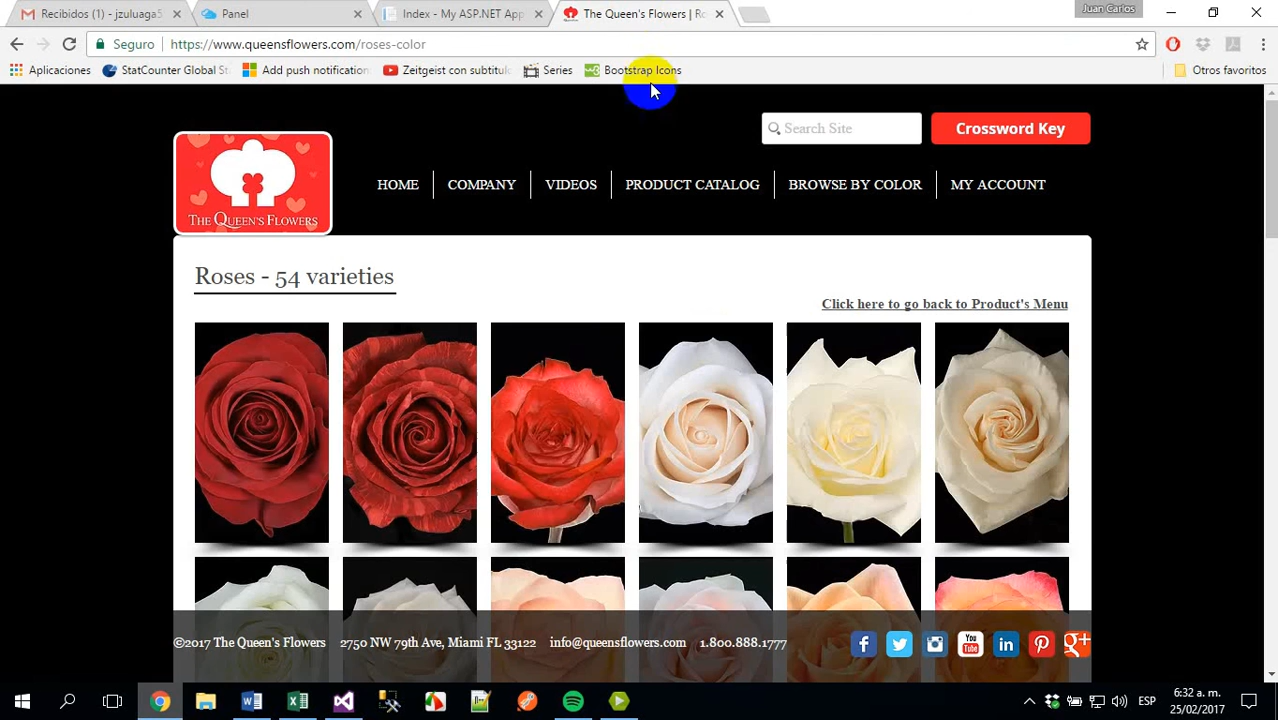 Juan Carlos
Recibidos (1) - jzuluaga5
Panel
Index - My ASP.NET App
The Queen's Flowers | Ro
Seguro
https://www.queensflowers.com/roses-color
Aplicaciones
StatCounter Global St
Add push notification
Zeitgeist con subtitul
Series
Bootstrap Icons
Otros favoritos
Search Site
Crossword Key
THE QUEEN'S FLOWERS
HOME
COMPANY
VIDEOS
PRODUCT CATALOG
BROWSE BY COLOR
MY ACCOUNT
Roses - 54 varieties
Click here to go back to Product's Menu
©2017 The Queen's Flowers
2750 NW 79th Ave, Miami FL 33122
info@queensflowers.com
1.800.888.1777
You
Tube
ESP
6:32 a. m.
25/02/2017